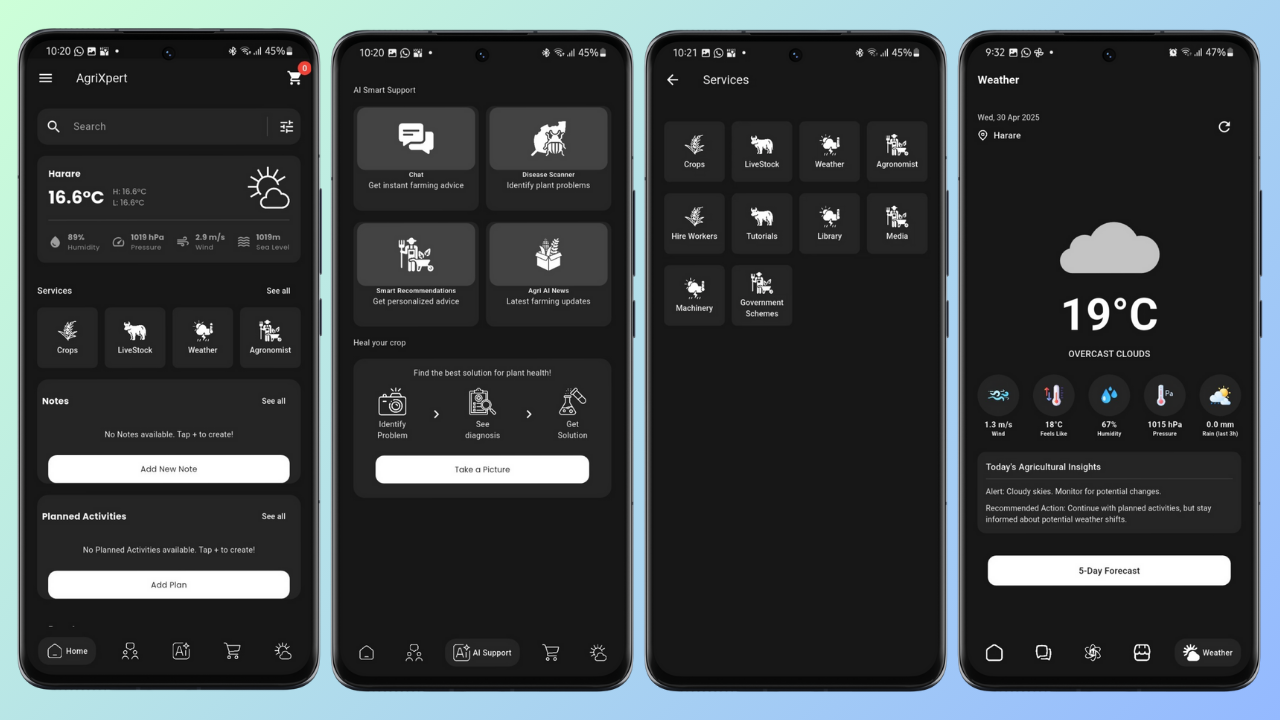 10:20
45%
AgriXpert
0
Search
Harare
16.6°C
H: 16.6°C
L: 16.6°C
89%
Humidity
1019 hPa
Pressure
2.9 m/s
Wind
1019m
Sea Level
Services
See all
Crops
LiveStock
Weather
Agronomist
Notes
See all
No Notes available. Tap + to create!
Add New Note
Planned Activities
See all
No Planned Activities available. Tap + to create!
Add Plan
Home
Ai
10:20
45%
AI Smart Support
Chat
Get instant farming advice
Disease Scanner
Identify plant problems
Smart Recommendations
Get personalized advice
Agri AI News
Latest farming updates
Heal your crop
Find the best solution for plant health!
Identify
Problem
See
diagnosis
Get
Solution
Take a Picture
Ai
AI Support
10:21
45%
Services
Crops
LiveStock
Weather
Agronomist
Hire Workers
Tutorials
Library
Media
Machinery
Government
Schemes
9:32
47%
Weather
Wed, 30 Apr 2025
Harare
19°C
OVERCAST CLOUDS
Pa
1.3 m/s
Wind
18°C
Feels Like
67%
Humidity
1015 hPa
Pressure
0.0 mm
Rain (last 3h)
Today's Agricultural Insights
Alert: Cloudy skies. Monitor for potential changes.
Recommended Action: Continue with planned activities, but stay
informed about potential weather shifts.
5-Day Forecast
Weather